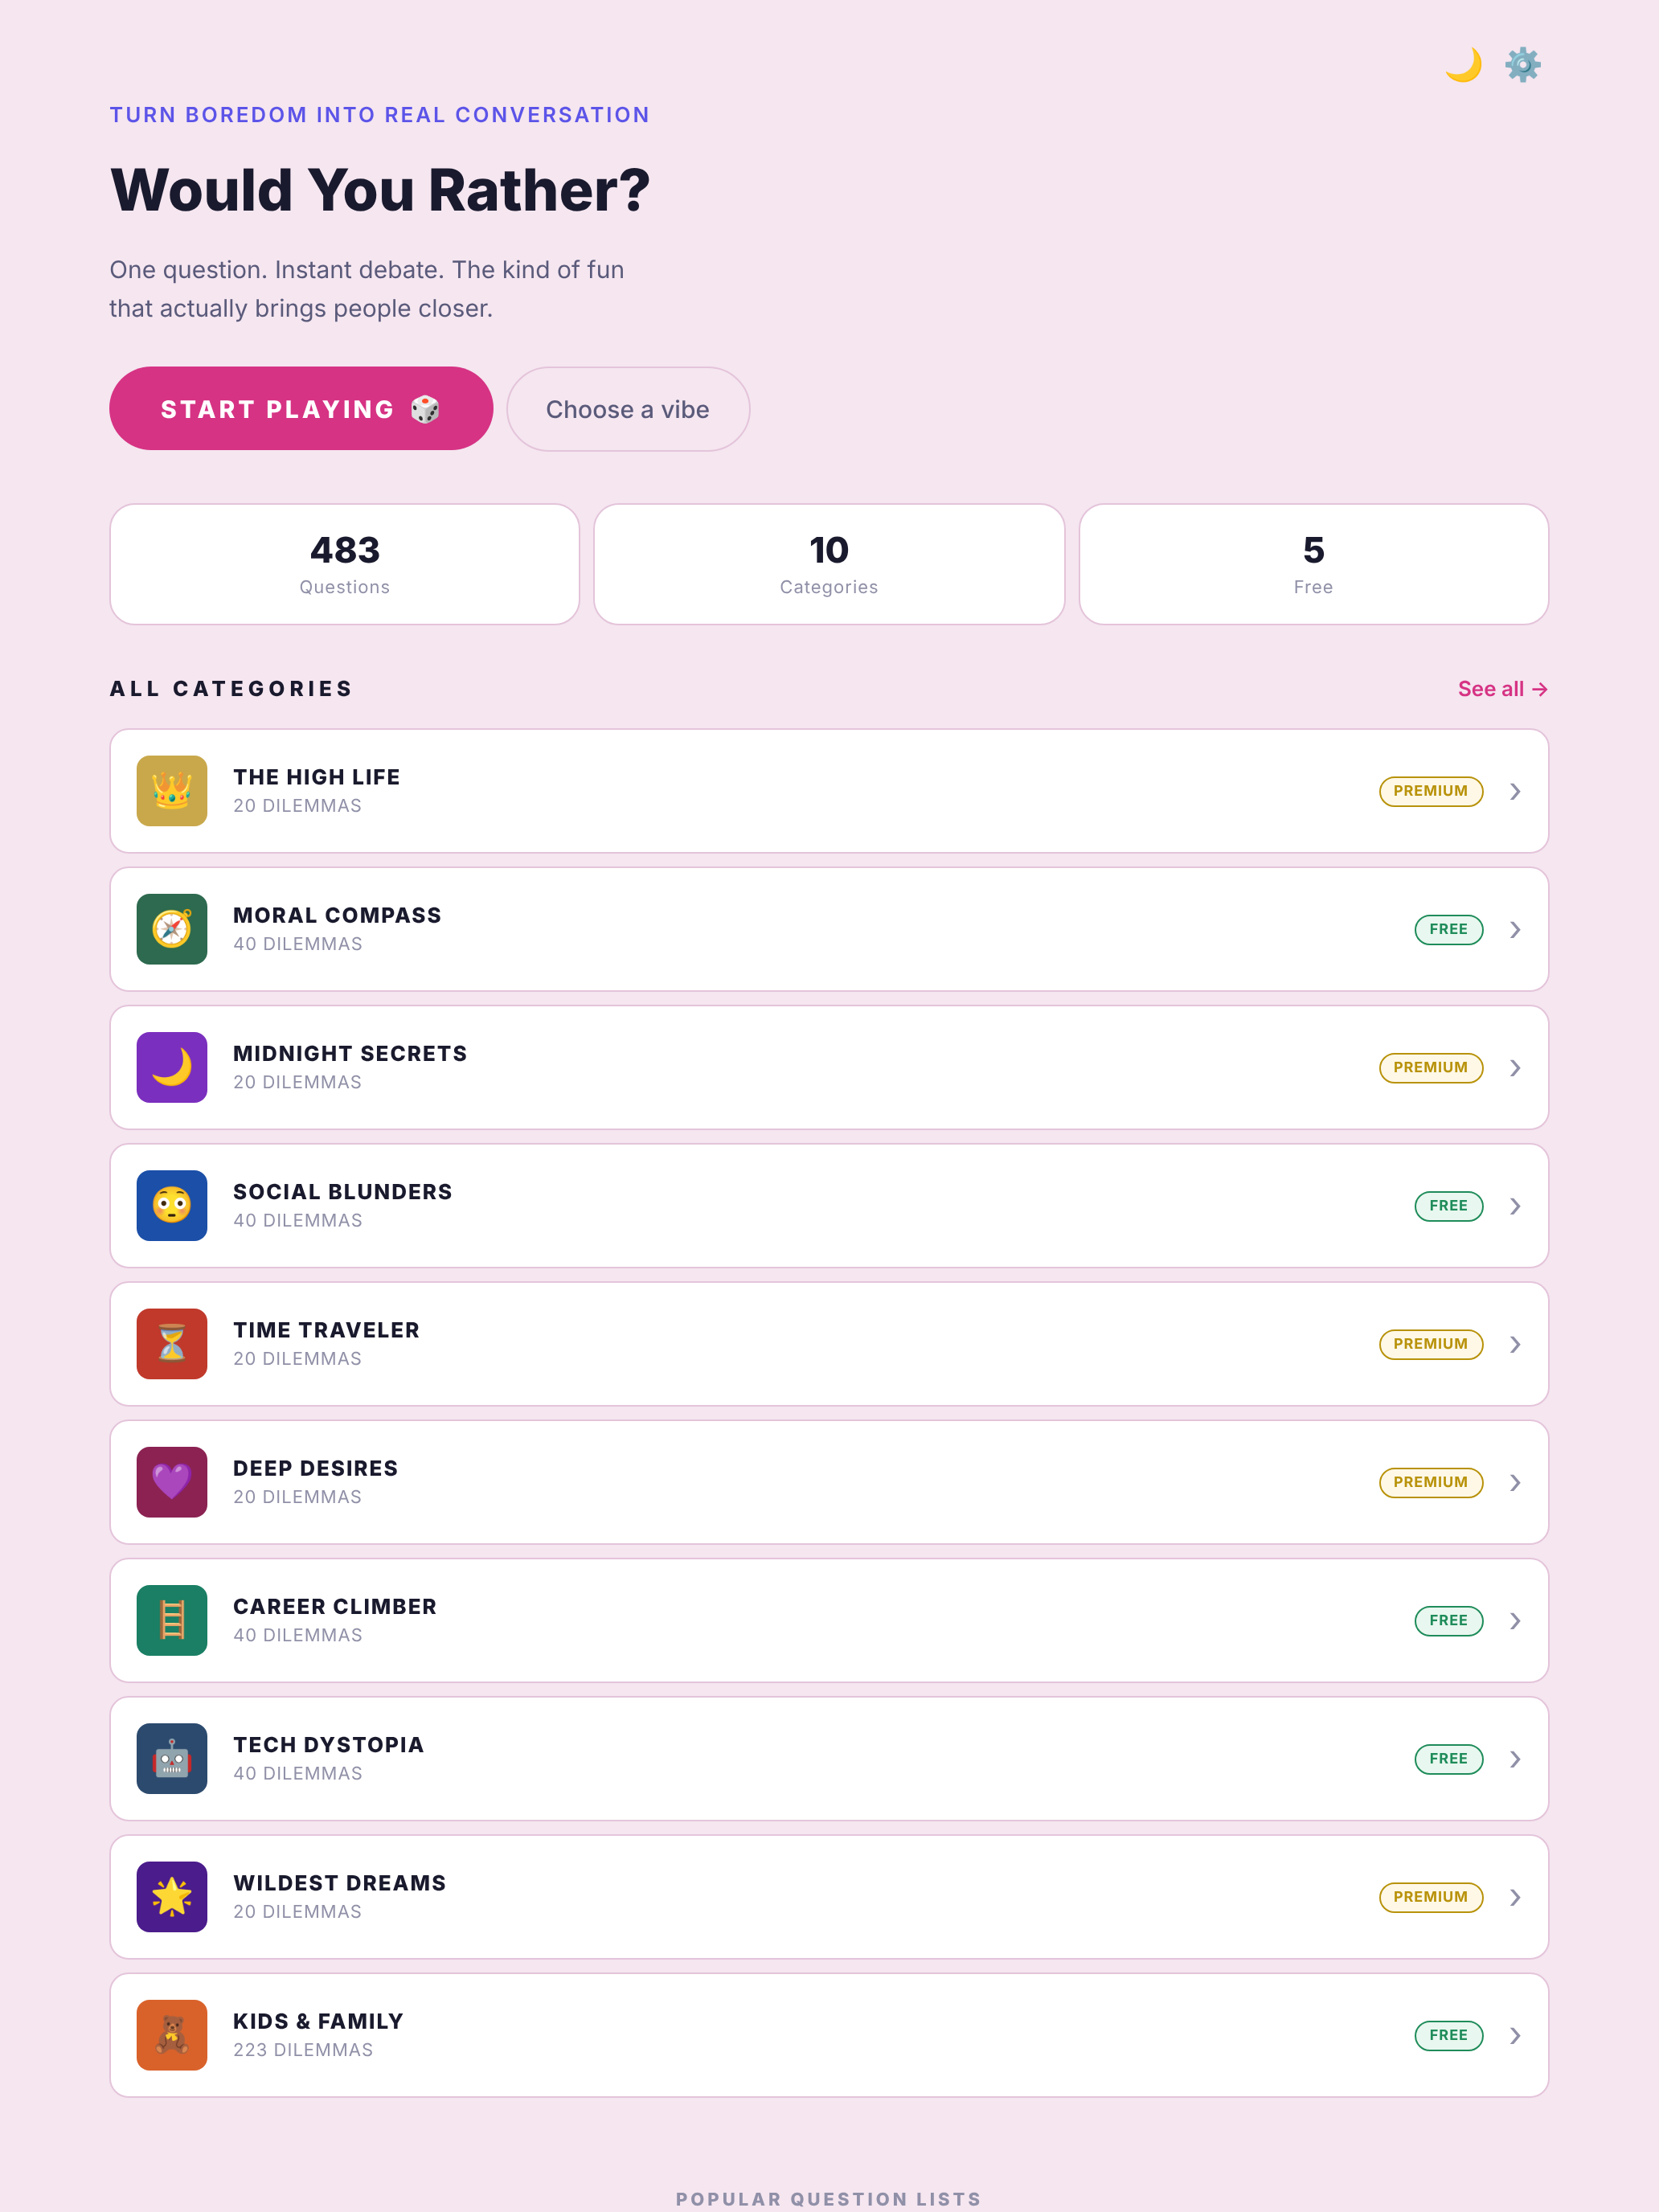 TURN BOREDOM INTO REAL CONVERSATION
Would You Rather?
One question. Instant debate. The kind of fun
that actually brings people closer.
START PLAYING 🎲
Choose a vibe
483
Questions
10
Categories
5
Free
ALL CATEGORIES
See all →
THE HIGH LIFE
20 DILEMMAS
PREMIUM
MORAL COMPASS
40 DILEMMAS
FREE
MIDNIGHT SECRETS
20 DILEMMAS
PREMIUM
SOCIAL BLUNDERS
40 DILEMMAS
FREE
TIME TRAVELER
20 DILEMMAS
PREMIUM
DEEP DESIRES
20 DILEMMAS
PREMIUM
CAREER CLIMBER
40 DILEMMAS
FREE
TECH DYSTOPIA
40 DILEMMAS
FREE
WILDEST DREAMS
20 DILEMMAS
PREMIUM
KIDS & FAMILY
223 DILEMMAS
FREE
POPULAR QUESTION LISTS